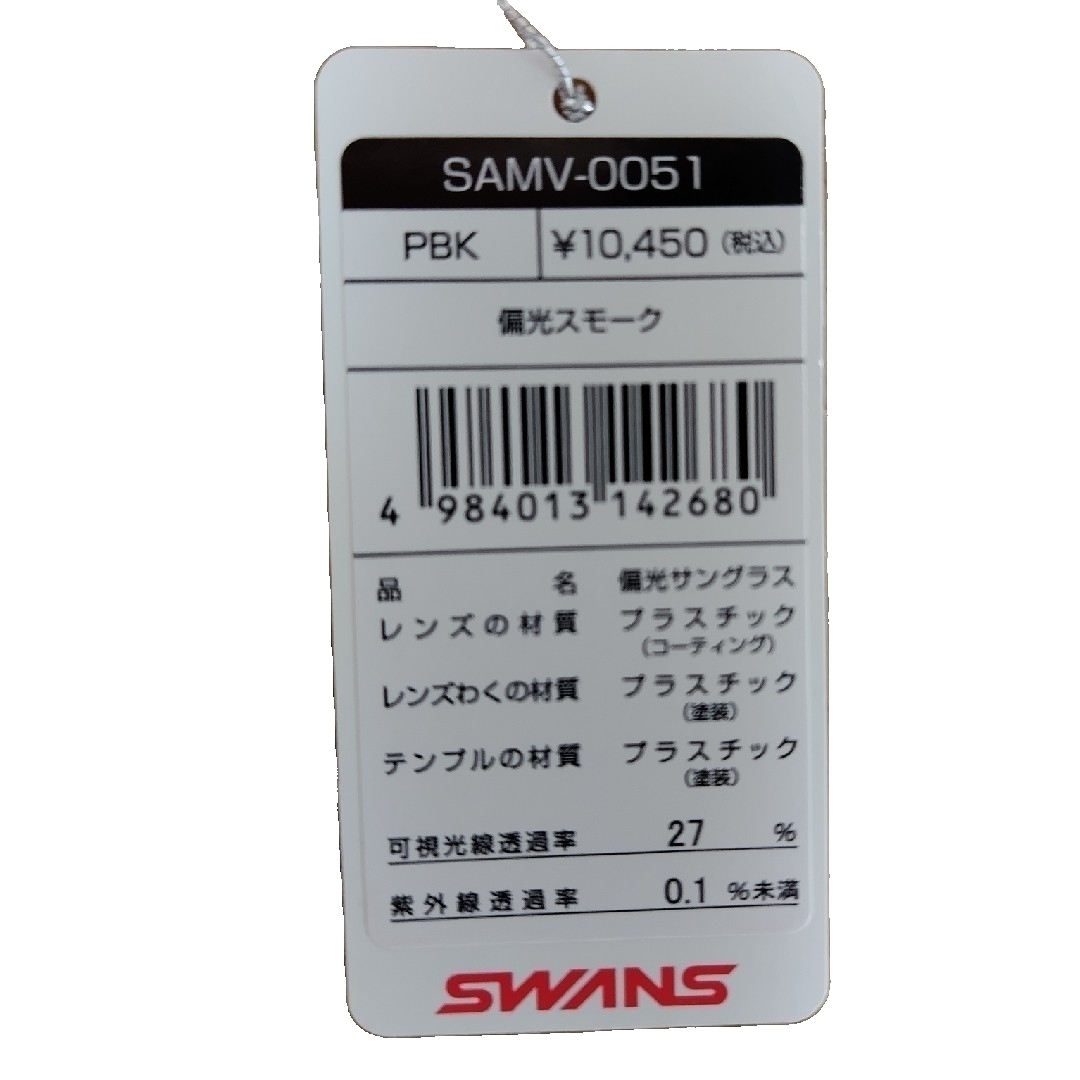 SAMV-0051
PBK ¥10,450 (税込)
偏光スモーク
4 984013 142680
品名 偏光サングラス
レンズの材質 プラスチック
(コーティング)
レンズわくの材質 プラスチック
(塗装)
テンプルの材質 プラスチック
(塗装)
可視光線透過率 27 %
紫外線透過率 0.1 %未満
SWANS